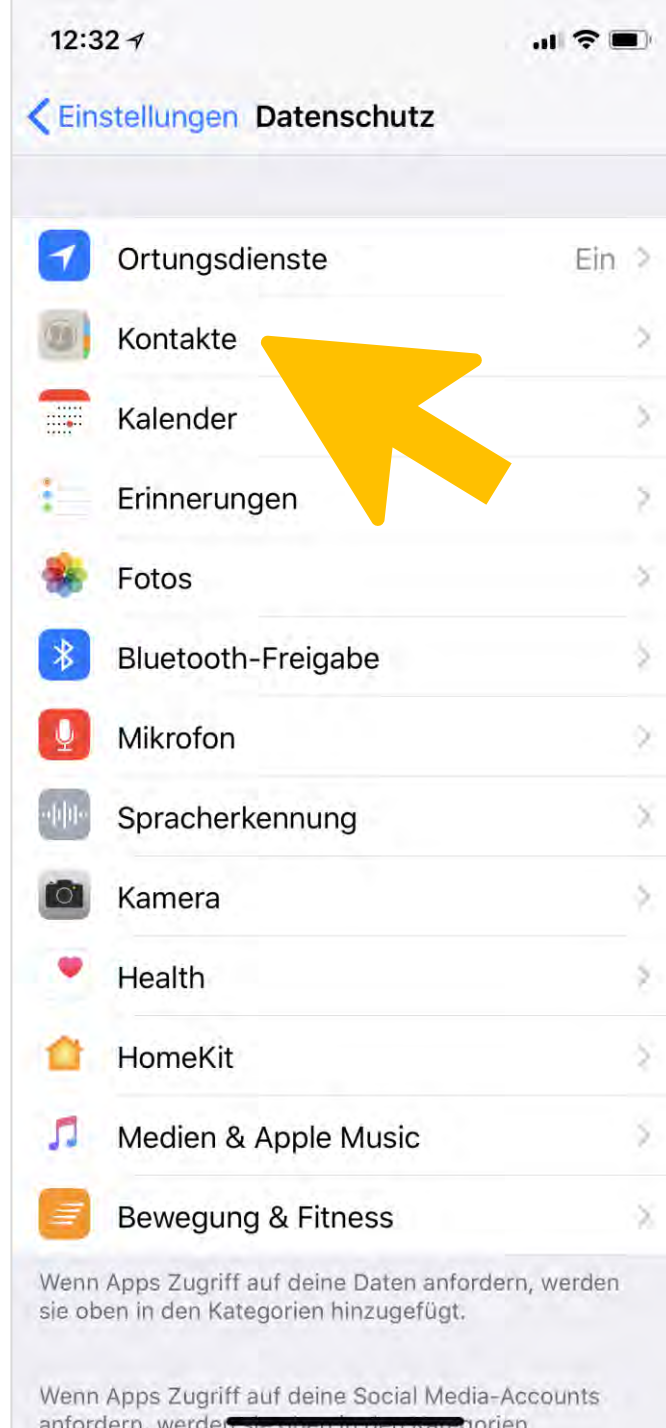 12:32
Einstellungen Datenschutz
Ortungsdienste Ein
Kontakte
Kalender
Erinnerungen
Fotos
Bluetooth-Freigabe
Mikrofon
Spracherkennung
Kamera
Health
HomeKit
Medien & Apple Music
Bewegung & Fitness
Wenn Apps Zugriff auf deine Daten anfordern, werden
sie oben in den Kategorien hinzugefügt.
Wenn Apps Zugriff auf deine Social Media-Accounts
anfordern, werden